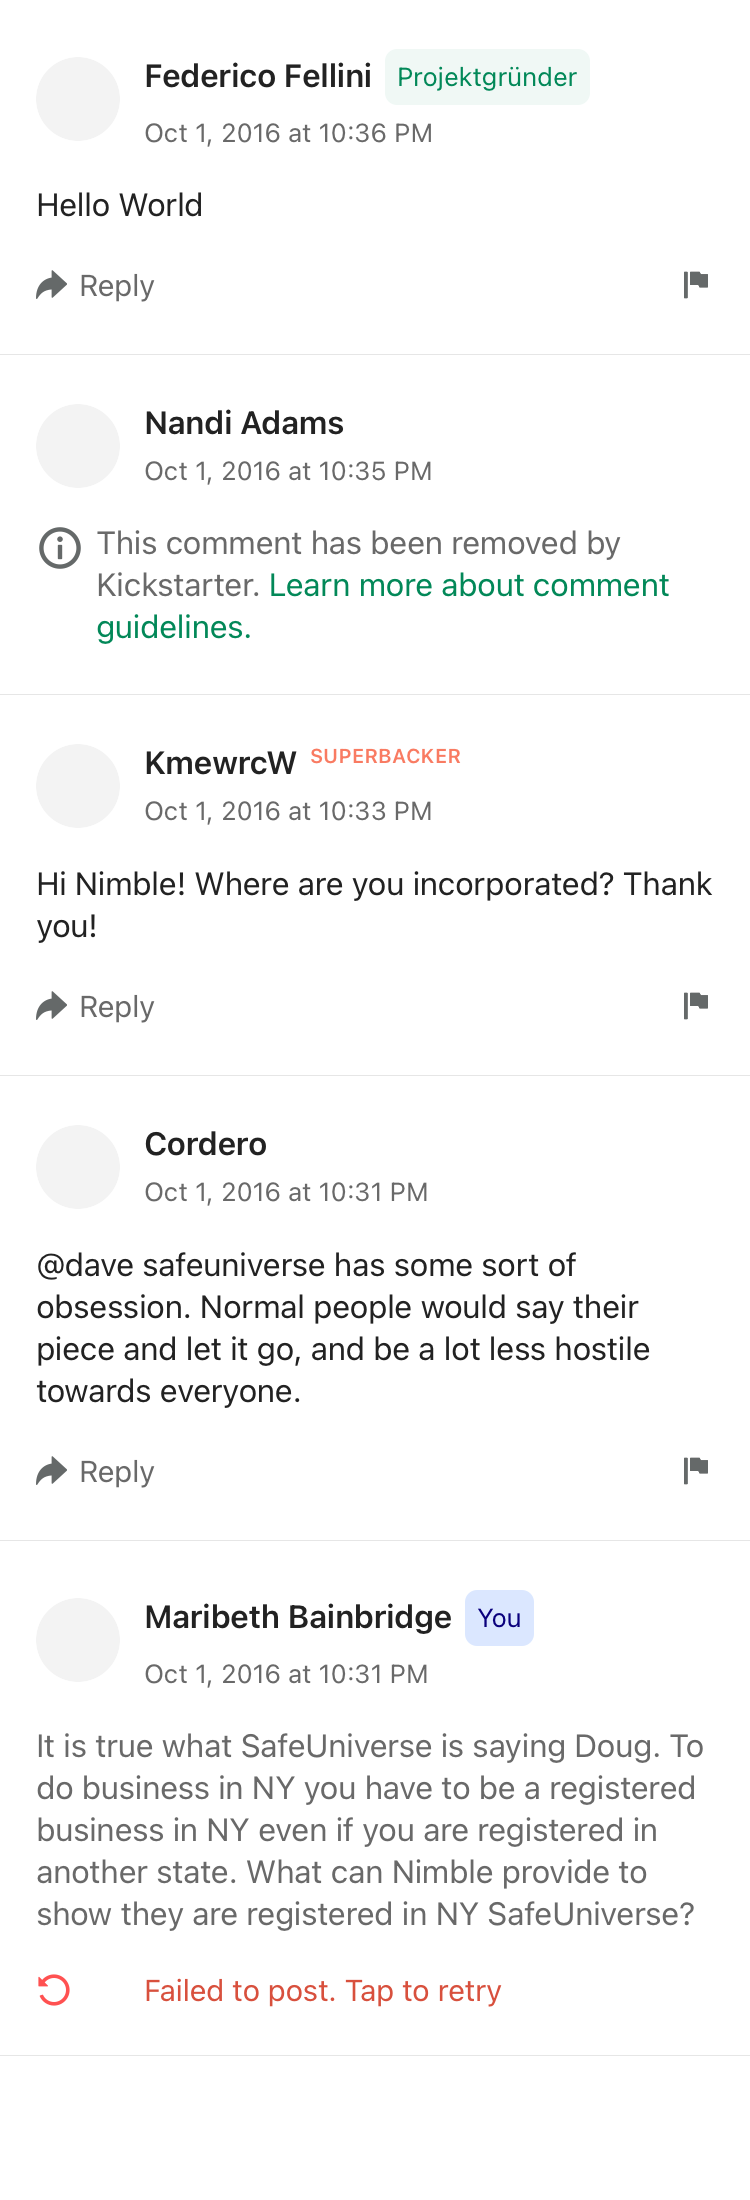 Federico Fellini Projektgründer
Oct 1, 2016 at 10:36 PM
Hello World
Reply
Nandi Adams
Oct 1, 2016 at 10:35 PM
This comment has been removed by
Kickstarter. Learn more about comment
guidelines.
KmewrcW SUPERBACKER
Oct 1, 2016 at 10:33 PM
Hi Nimble! Where are you incorporated? Thank
you!
Reply
Cordero
Oct 1, 2016 at 10:31 PM
@dave safeuniverse has some sort of
obsession. Normal people would say their
piece and let it go, and be a lot less hostile
towards everyone.
Reply
Maribeth Bainbridge You
Oct 1, 2016 at 10:31 PM
It is true what SafeUniverse is saying Doug. To
do business in NY you have to be a registered
business in NY even if you are registered in
another state. What can Nimble provide to
show they are registered in NY SafeUniverse?
Failed to post. Tap to retry